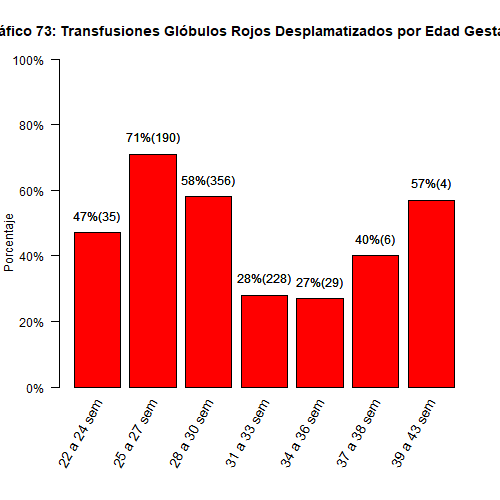 áfico 73: Transfusiones Glóbulos Rojos Desplamatizados por Edad Gesta
100%
80%
60%
40%
20%
0%
Porcentaje
47%(35)
71%(190)
58%(356)
28%(228)
27%(29)
40%(6)
57%(4)
22 a 24 sem
25 a 27 sem
28 a 30 sem
31 a 33 sem
34 a 36 sem
37 a 38 sem
39 a 43 sem